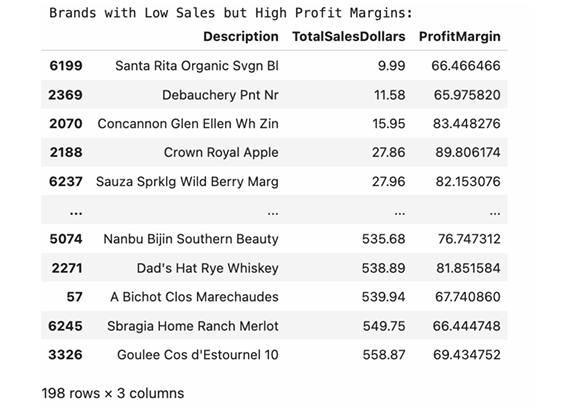 Brands with Low Sales but High Profit Margins:
Description TotalSalesDollars ProfitMargin
6199 Santa Rita Organic Svgn Bl 9.99 66.466466
2369 Debauchery Pnt Nr 11.58 65.975820
2070 Concannon Glen Ellen Wh Zin 15.95 83.448276
2188 Crown Royal Apple 27.86 89.806174
6237 Sauza Sprklg Wild Berry Marg 27.96 82.153076
... ... ... ...
5074 Nanbu Bijin Southern Beauty 535.68 76.747312
2271 Dad's Hat Rye Whiskey 538.89 81.851584
57 A Bichot Clos Marechaudes 539.94 67.740860
6245 Sbragia Home Ranch Merlot 549.75 66.444748
3326 Goulee Cos d'Estournel 10 558.87 69.434752
198 rows × 3 columns